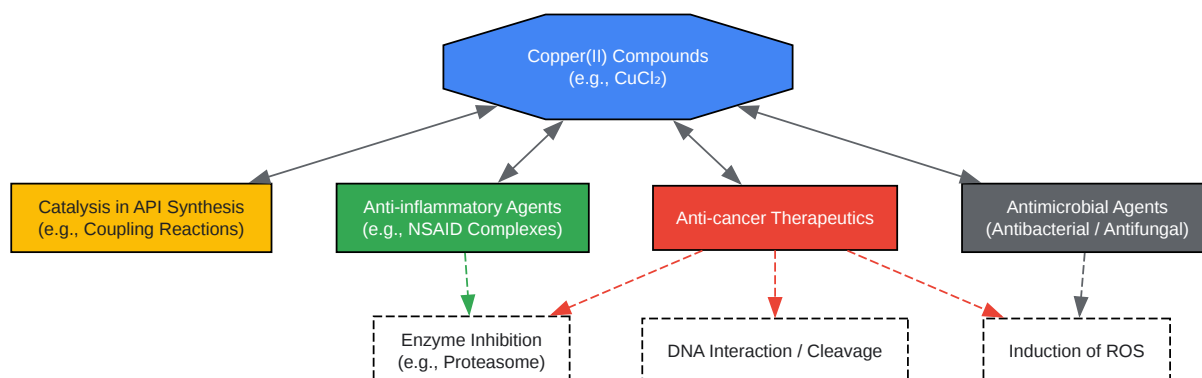 Copper(II) Compounds
(e.g., CuCl₂)
Catalysis in API Synthesis
(e.g., Coupling Reactions)
Anti-inflammatory Agents
(e.g., NSAID Complexes)
Anti-cancer Therapeutics
Antimicrobial Agents
(Antibacterial / Antifungal)
Enzyme Inhibition
(e.g., Proteasome)
DNA Interaction / Cleavage
Induction of ROS